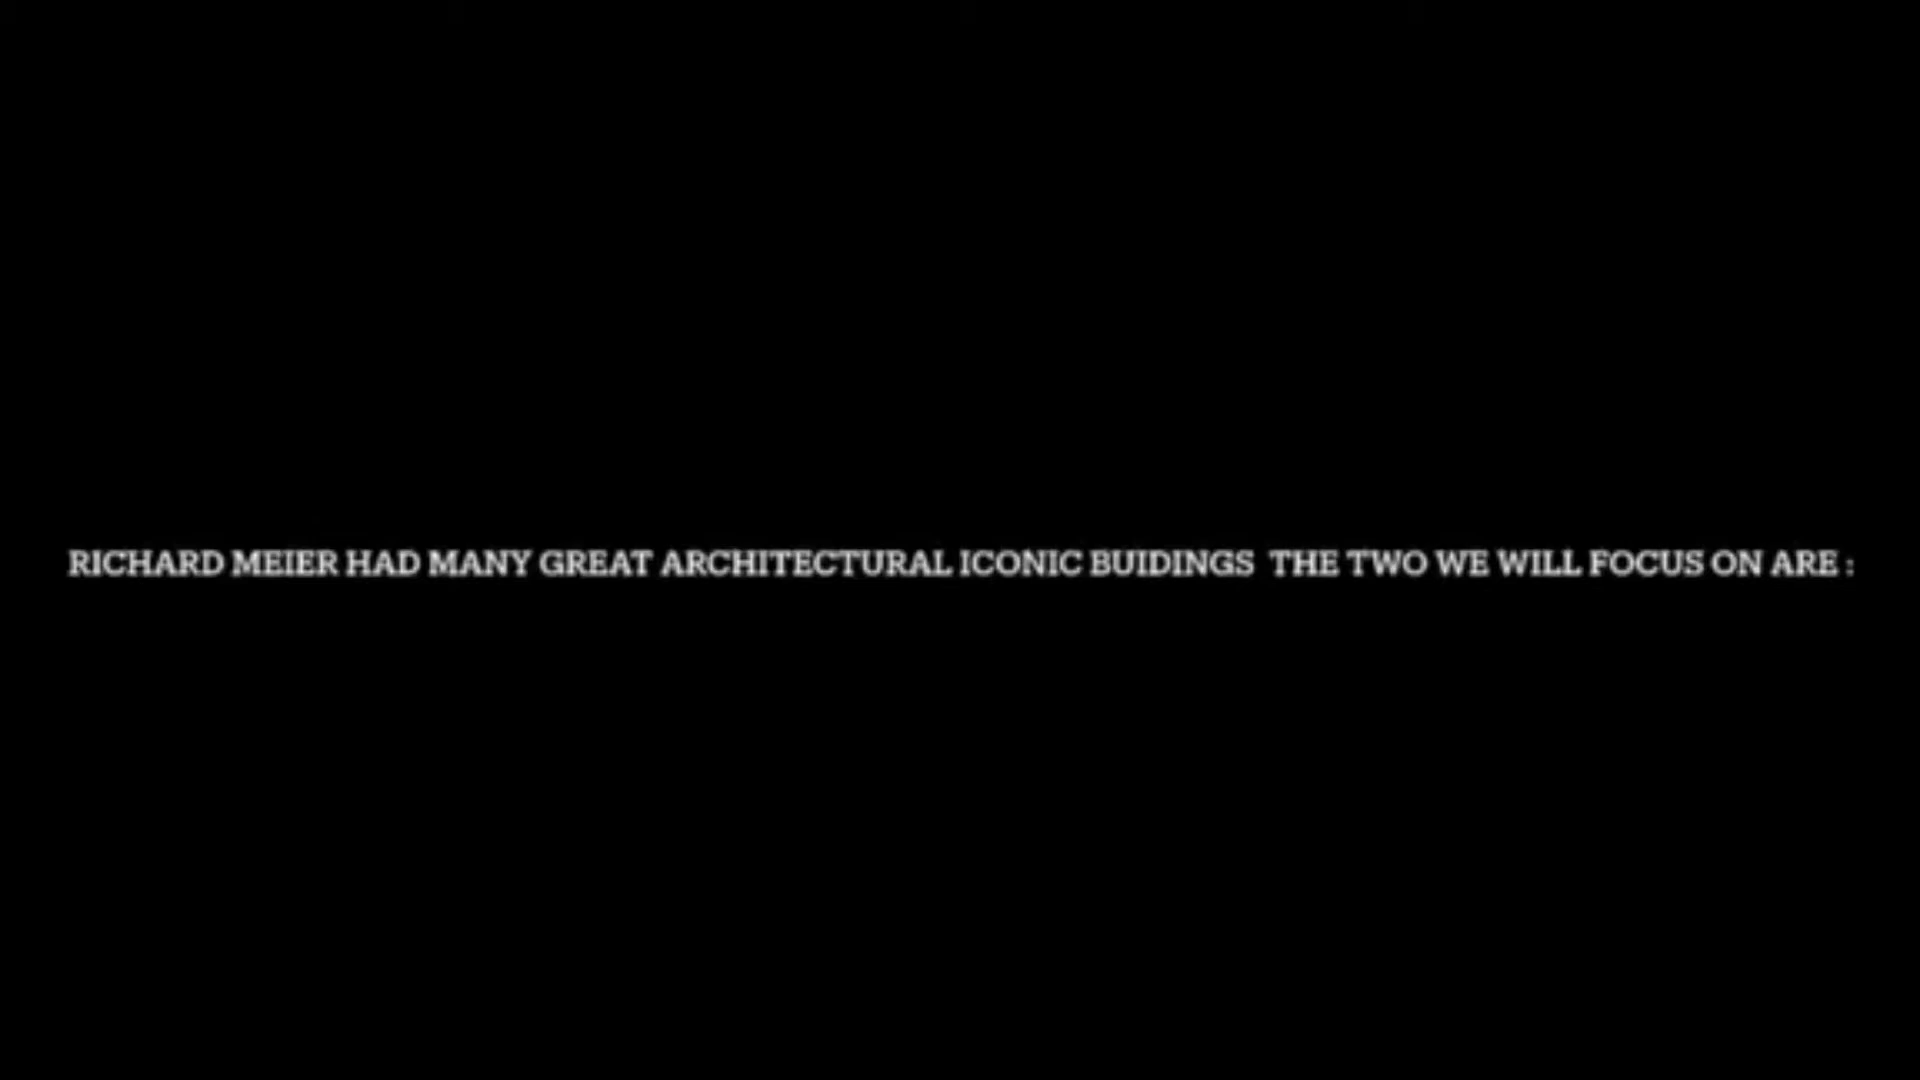 RICHARD MEIER HAD MANY GREAT ARCHITECTURAL ICONIC BUIDINGS  THE TWO WE WILL FOCUS ON ARE :